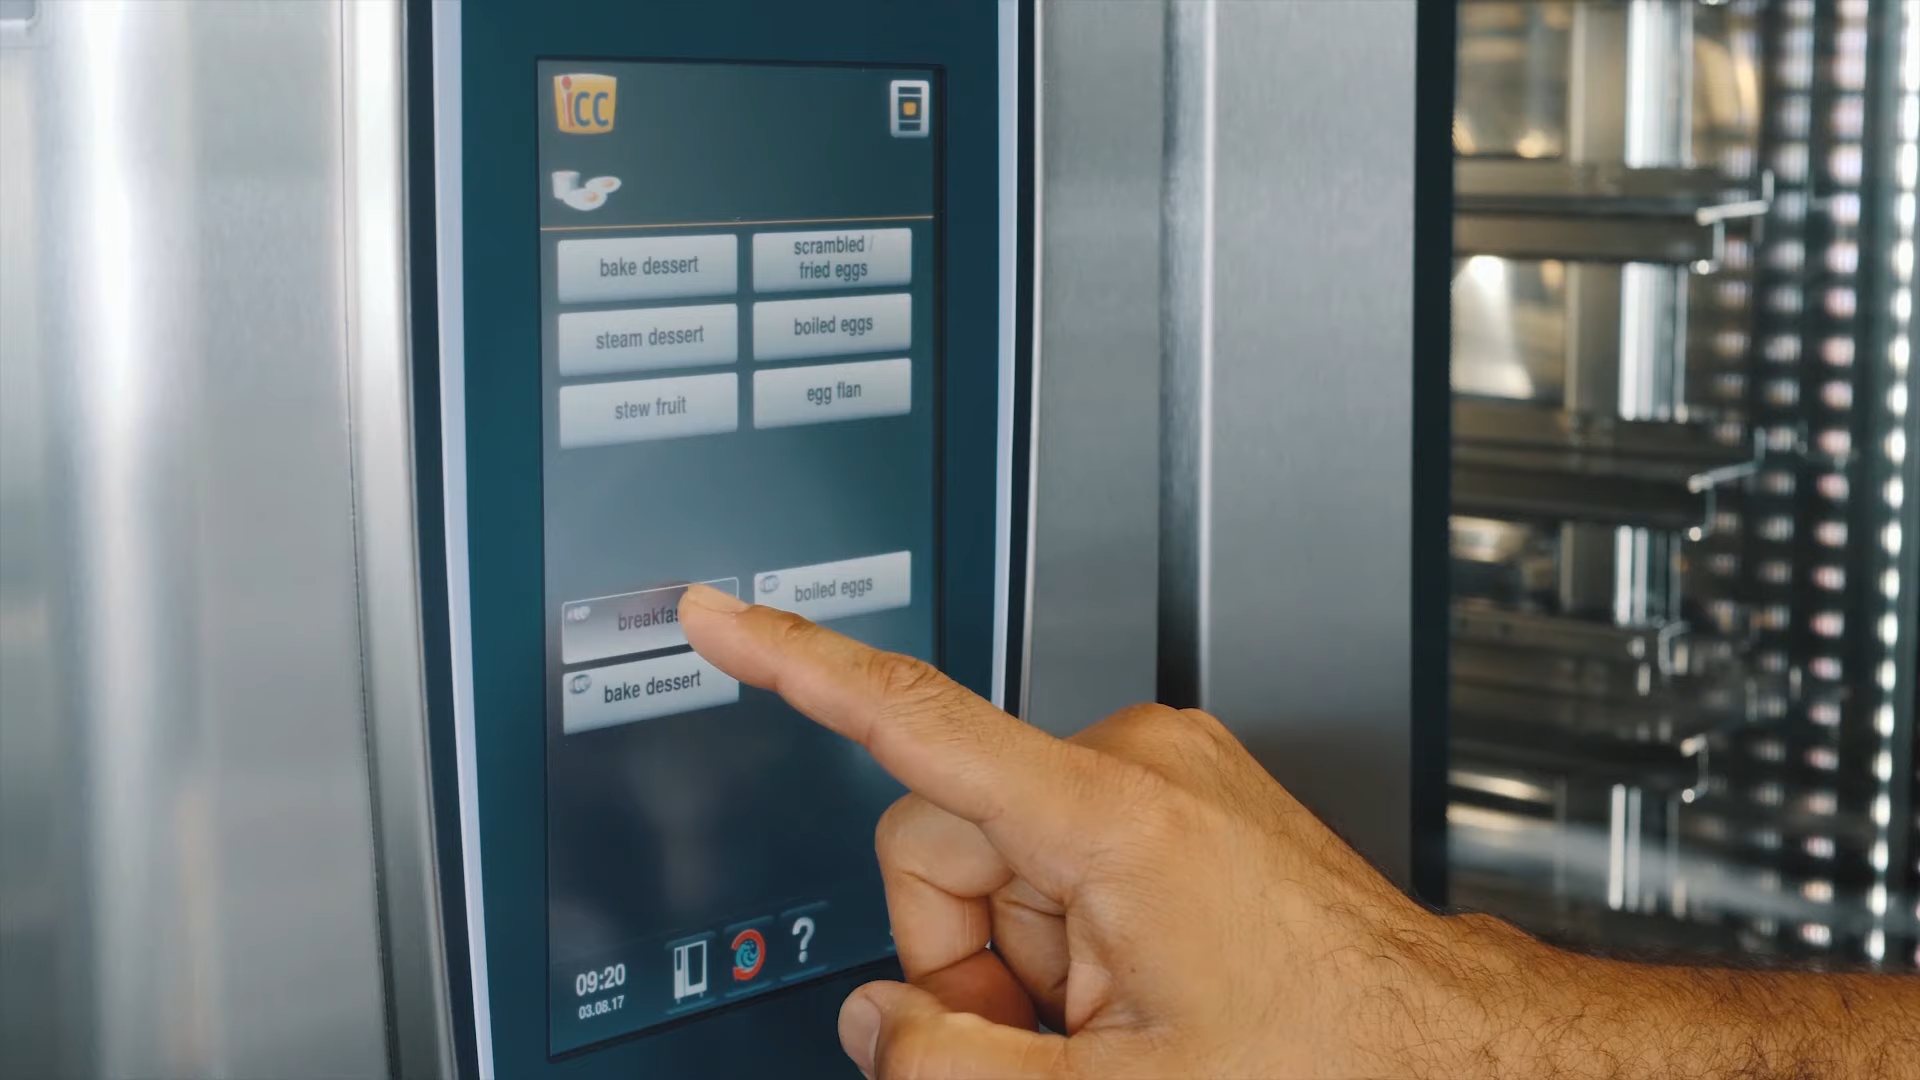 iCC
bake dessert
scrambled /
fried eggs
steam dessert
boiled eggs
stew fruit
egg flan
boiled eggs
bake dessert
09:20
03.08.17
?